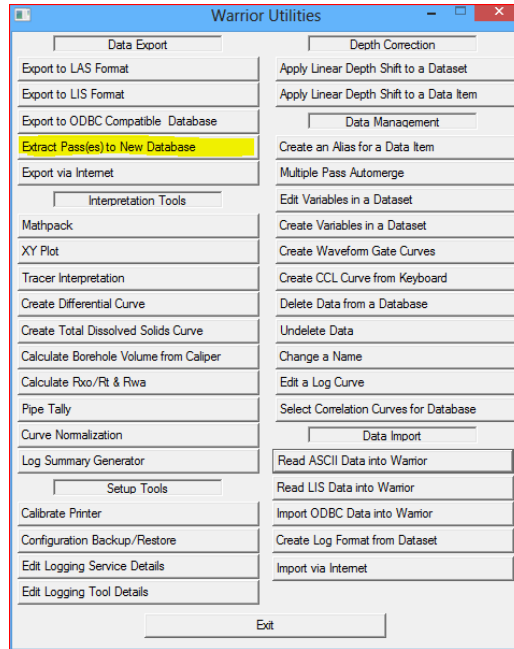 Warrior Utilities
Data Export
Export to LAS Format
Export to LIS Format
Export to ODBC Compatible Database
Extract Pass(es) to New Database
Export via Internet
Interpretation Tools
Mathpack
XY Plot
Tracer Interpretation
Create Differential Curve
Create Total Dissolved Solids Curve
Calculate Borehole Volume from Caliper
Calculate Rxo/Rt & Rwa
Pipe Tally
Curve Normalization
Log Summary Generator
Setup Tools
Calibrate Printer
Configuration Backup/Restore
Edit Logging Service Details
Edit Logging Tool Details
Depth Correction
Apply Linear Depth Shift to a Dataset
Apply Linear Depth Shift to a Data Item
Data Management
Create an Alias for a Data Item
Multiple Pass Automerge
Edit Variables in a Dataset
Create Variables in a Dataset
Create Waveform Gate Curves
Create CCL Curve from Keyboard
Delete Data from a Database
Undelete Data
Change a Name
Edit a Log Curve
Select Correlation Curves for Database
Data Import
Read ASCII Data into Warrior
Read LIS Data into Warrior
Import ODBC Data into Warrior
Create Log Format from Dataset
Import via Internet
Exit